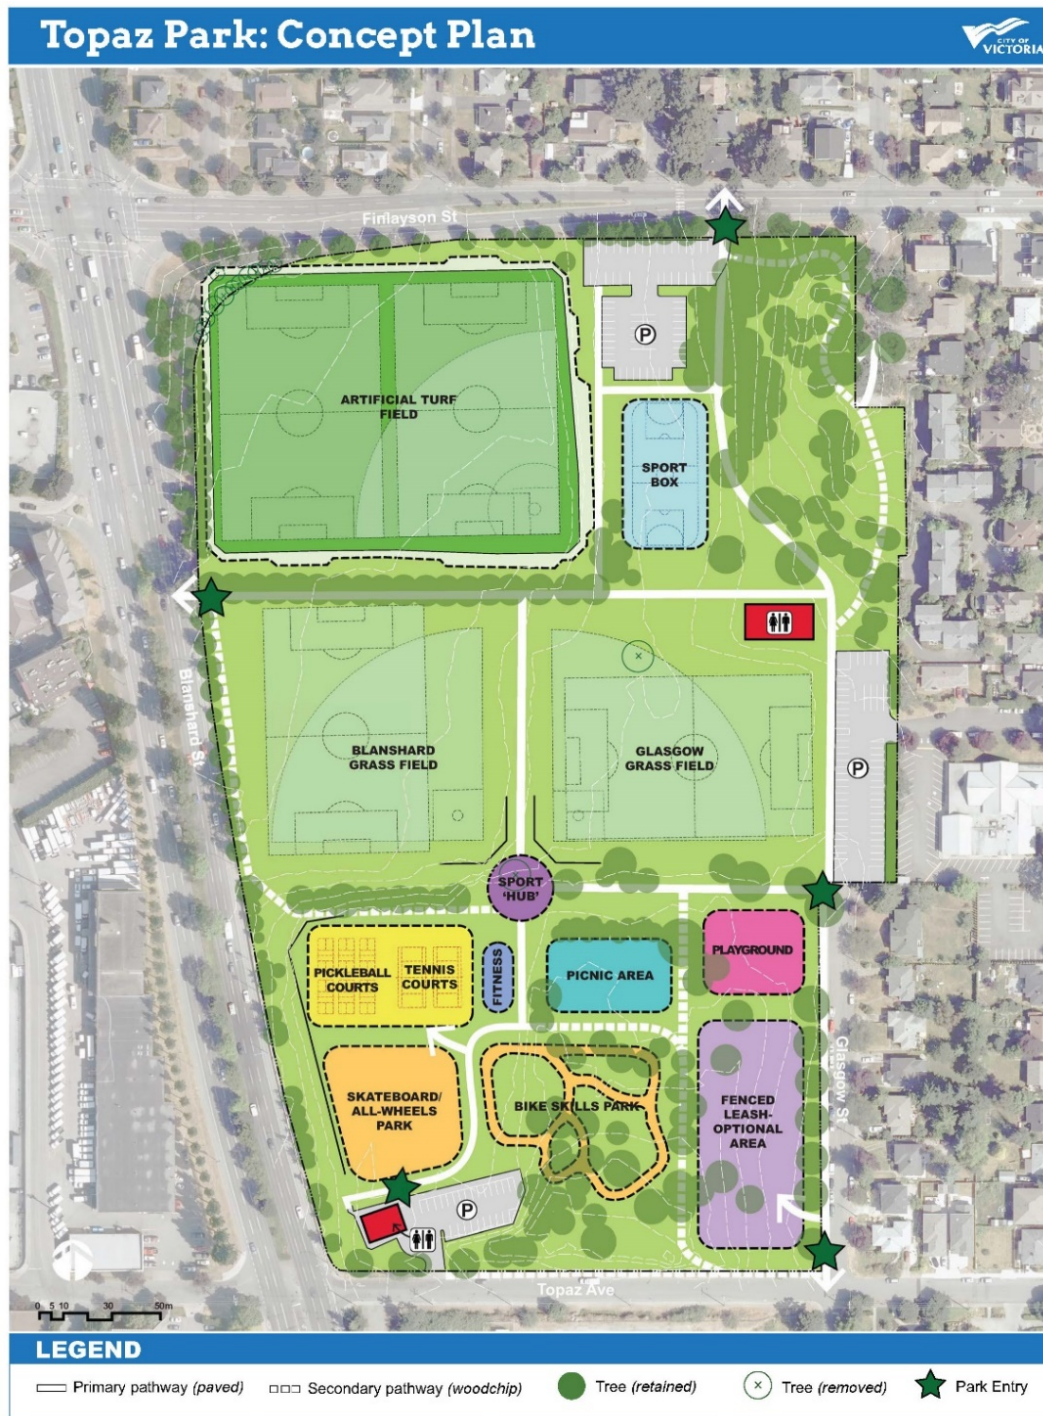 Topaz Park: Concept Plan
CITY OF
VICTORIA
Finlayson St
P
ARTIFICIAL TURF
FIELD
SPORT
BOX
Blanshard St
BLANSHARD
GRASS FIELD
GLASGOW
GRASS FIELD
P
SPORT
'HUB'
PICKLEBALL
COURTS
TENNIS
COURTS
FITNESS
PICNIC AREA
PLAYGROUND
Glasgow St
SKATEBOARD/
ALL-WHEELS
PARK
BIKE SKILLS PARK
FENCED
LEASH-
OPTIONAL
AREA
P
Topaz Ave
0 5 10 30 50m
LEGEND
Primary pathway (paved)
Secondary pathway (woodchip)
Tree (retained)
Tree (removed)
Park Entry